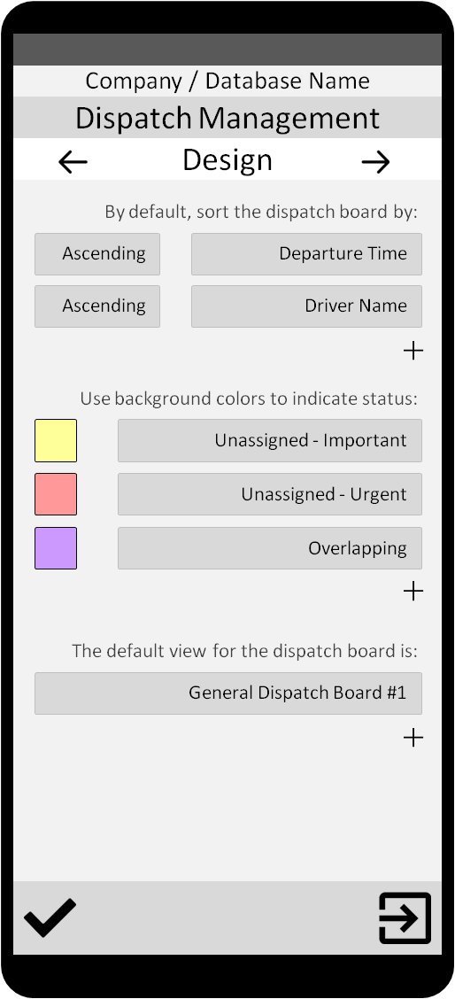 Company / Database Name
Dispatch Management
Design
By default, sort the dispatch board by:
Ascending
Departure Time
Ascending
Driver Name
Use background colors to indicate status:
Unassigned - Important
Unassigned - Urgent
Overlapping
The default view for the dispatch board is:
General Dispatch Board #1